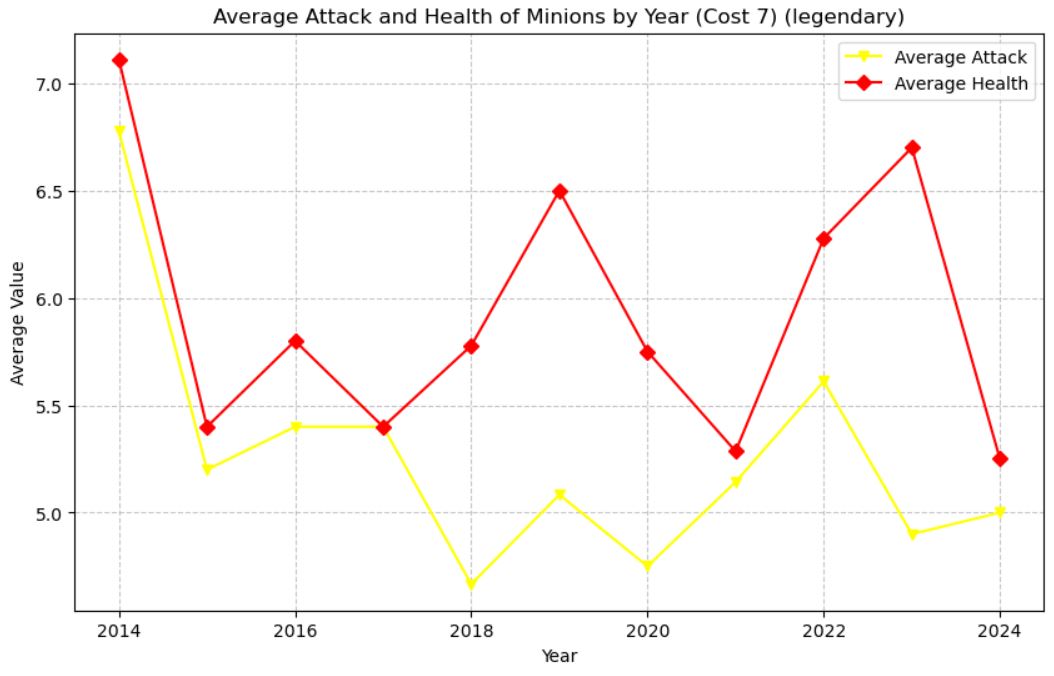 Average Attack and Health of Minions by Year (Cost 7) (legendary)
Average Attack
Average Health
7.0
6.5
6.0
5.5
5.0
Average Value
2014 2016 2018 2020 2022 2024
Year